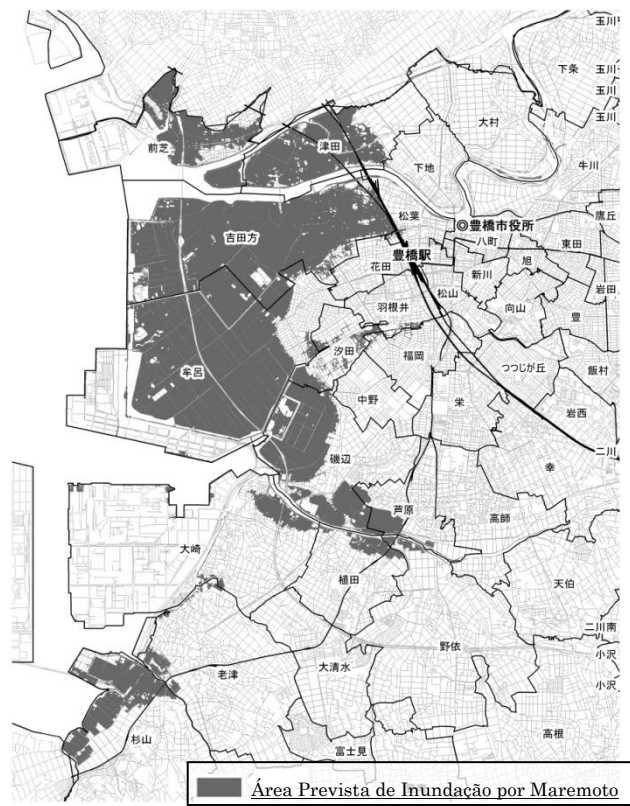 玉川
下条
玉川
玉川
玉川
大村
津田
前芝
下地
牛川
鷹丘
松葉
◎豊橋市役所
吉田方
八町
東田
豊橋駅
旭
花田
新川
岩田
松山
羽根井
向山
豊
汐田
福岡
つつじが丘
飯村
牟呂
中野
栄
岩西
二川
磯辺
幸
芦原
高師
大崎
植田
天伯
二川南
野依
小沢
大清水
老津
小沢
高根
杉山
富士見
Área Prevista de Inundação por Maremoto